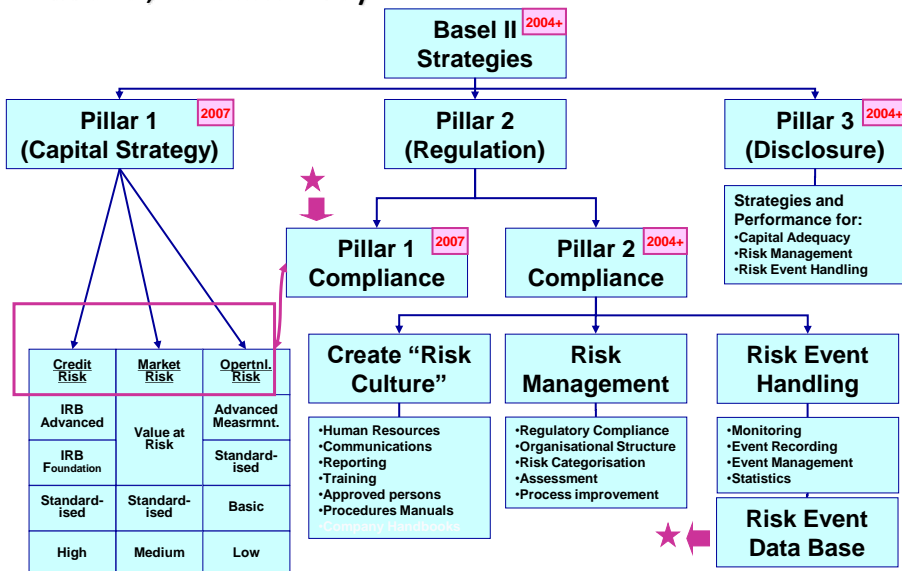 Basel II
Strategies
2004+
Pillar 1
(Capital Strategy)
2007
Pillar 2
(Regulation)
Pillar 3
(Disclosure)
2004+
Strategies and
Performance for:
•Capital Adequacy
•Risk Management
•Risk Event Handling
Pillar 1
Compliance
2007
Pillar 2
Compliance
2004+
Credit
Risk
Market
Risk
Opertnl.
Risk
IRB
Advanced
Value at
Risk
Advanced
Measrmnt.
IRB
Foundation
Standard-
ised
Standard-
ised
Standard-
ised
Basic
High
Medium
Low
Create “Risk
Culture”
•Human Resources
•Communications
•Reporting
•Training
•Approved persons
•Procedures Manuals
•Company Handbooks
Risk
Management
•Regulatory Compliance
•Organisational Structure
•Risk Categorisation
•Assessment
•Process improvement
Risk Event
Handling
•Monitoring
•Event Recording
•Event Management
•Statistics
Risk Event
Data Base